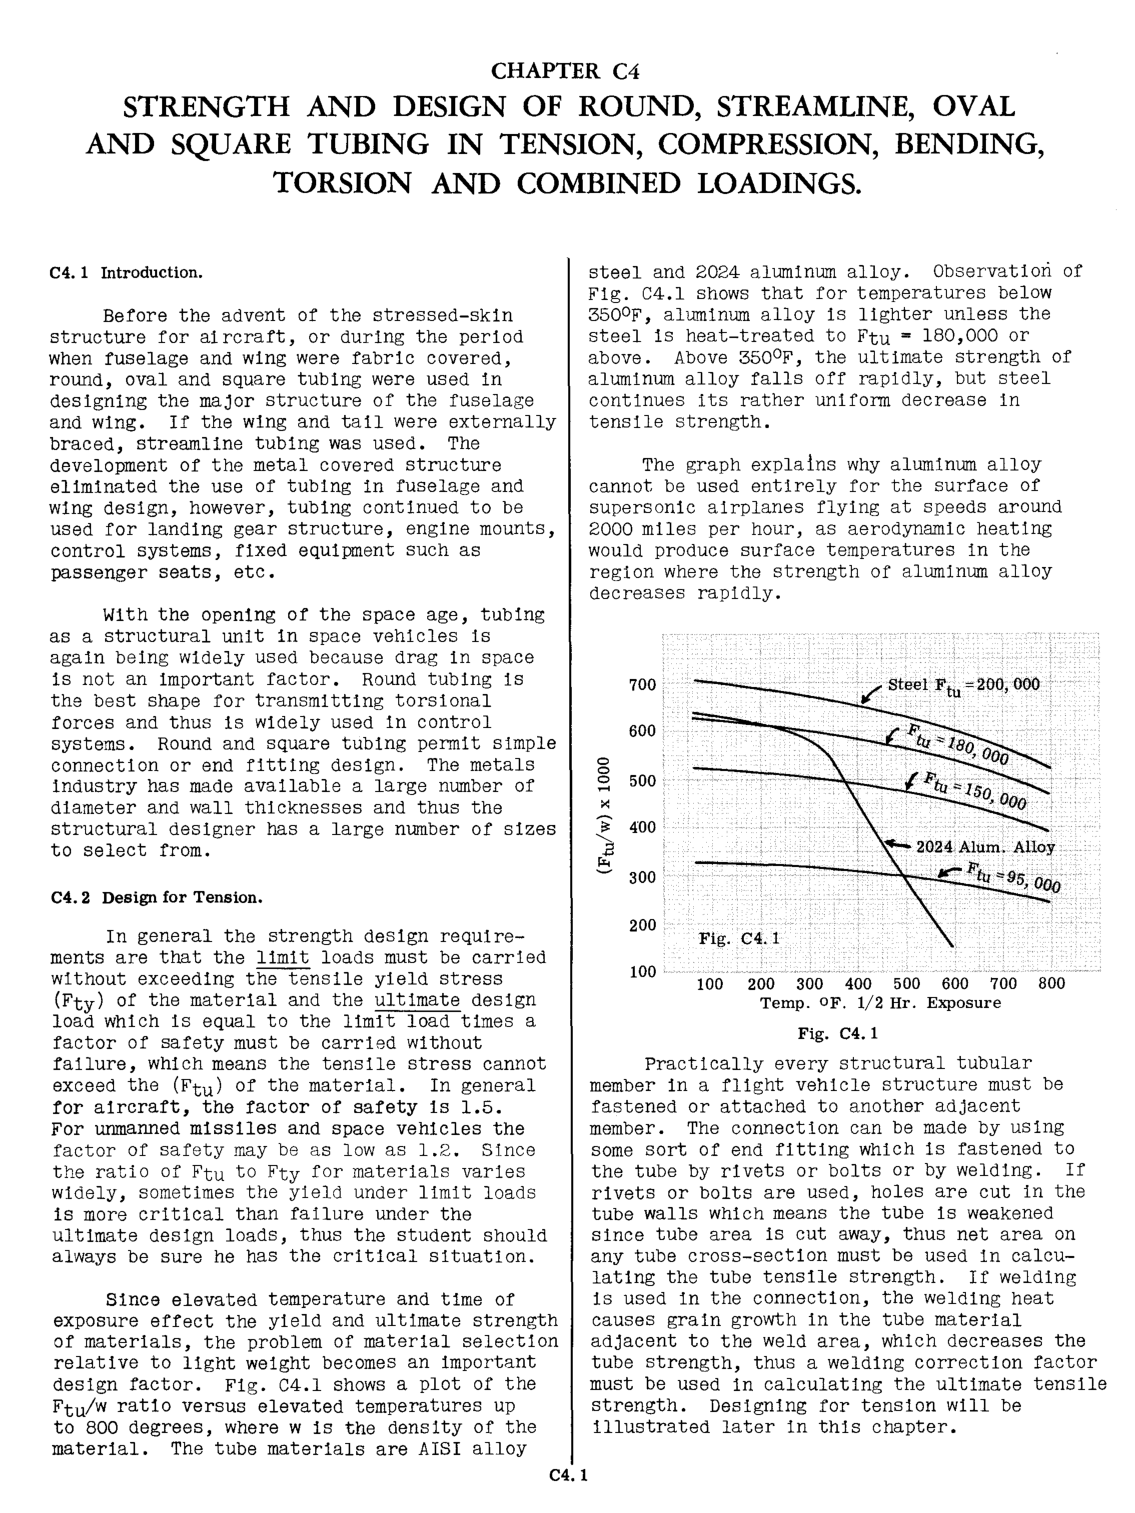 CHAPTER C4
STRENGTH AND DESIGN OF ROUND, STREAMLINE, OVAL
AND SQUARE TUBING IN TENSION, COMPRESSION, BENDING,
TORSION AND COMBINED LOADINGS.
C4.1 Introduction.
Before the advent of the stressed-skin
structure for aircraft, or during the period
when fuselage and wing were fabric covered,
round, oval and square tubing were used in
designing the major structure of the fuselage
and wing. If the wing and tail were externally
braced, streamline tubing was used. The
development of the metal covered structure
eliminated the use of tubing in fuselage and
wing design, however, tubing continued to be
used for landing gear structure, engine mounts,
control systems, fixed equipment such as
passenger seats, etc.
With the opening of the space age, tubing
as a structural unit in space vehicles is
again being widely used because drag in space
is not an important factor. Round tubing is
the best shape for transmitting torsional
forces and thus is widely used in control
systems. Round and square tubing permit simple
connection or end fitting design. The metals
industry has made available a large number of
diameter and wall thicknesses and thus the
structural designer has a large number of sizes
to select from.
C4.2 Design for Tension.
In general the strength design require-
ments are that the limit loads must be carried
without exceeding the tensile yield stress
(Fty) of the material and the ultimate design
load which is equal to the limit load times a
factor of safety must be carried without
failure, which means the tensile stress cannot
exceed the (Ftu) of the material. In general
for aircraft, the factor of safety is 1.5.
For unmanned missiles and space vehicles the
factor of safety may be as low as 1.2. Since
the ratio of Ftu to Fty for materials varies
widely, sometimes the yield under limit loads
is more critical than failure under the
ultimate design loads, thus the student should
always be sure he has the critical situation.
Since elevated temperature and time of
exposure effect the yield and ultimate strength
of materials, the problem of material selection
relative to light weight becomes an important
design factor. Fig. C4.1 shows a plot of the
Ftu/w ratio versus elevated temperatures up
to 800 degrees, where w is the density of the
material. The tube materials are AISI alloy
steel and 2024 aluminum alloy. Observation of
Fig. C4.1 shows that for temperatures below
350ºF, aluminum alloy is lighter unless the
steel is heat-treated to Ftu = 180,000 or
above. Above 350ºF, the ultimate strength of
aluminum alloy falls off rapidly, but steel
continues its rather uniform decrease in
tensile strength.
The graph explains why aluminum alloy
cannot be used entirely for the surface of
supersonic airplanes flying at speeds around
2000 miles per hour, as aerodynamic heating
would produce surface temperatures in the
region where the strength of aluminum alloy
decreases rapidly.
700
600
500
400
300
200
100
(Ftu/w) x 1000
Steel Ftu = 200,000
Ftu = 180,000
Ftu = 150,000
2024 Alum. Alloy
Ftu = 95,000
Fig. C4.1
100 200 300 400 500 600 700 800
Temp. ºF. 1/2 Hr. Exposure
Fig. C4.1
Practically every structural tubular
member in a flight vehicle structure must be
fastened or attached to another adjacent
member. The connection can be made by using
some sort of end fitting which is fastened to
the tube by rivets or bolts or by welding. If
rivets or bolts are used, holes are cut in the
tube walls which means the tube is weakened
since tube area is cut away, thus net area on
any tube cross-section must be used in calcu-
lating the tube tensile strength. If welding
is used in the connection, the welding heat
causes grain growth in the tube material
adjacent to the weld area, which decreases the
tube strength, thus a welding correction factor
must be used in calculating the ultimate tensile
strength. Designing for tension will be
illustrated later in this chapter.
C4.1